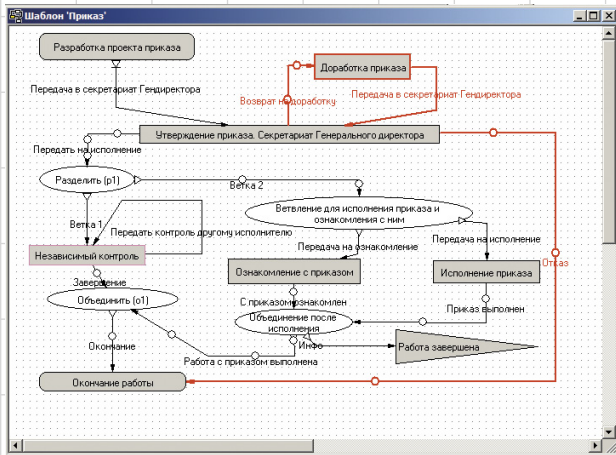 Шаблон 'Приказ'
Разработка проекта приказа
Доработка приказа
Передача в секретариат Гендиректора
Возврат на доработку
Передача в секретариат Гендиректора
Утверждение приказа. Секретариат Генерального директора
Передать на исполнение
Разделить (р1)
Ветка 2
Ветвление для исполнения приказа и
ознакомления с ним
Ветка 1
Передать контроль другому исполнителю
Передача на ознакомление
Передача на исполнение
Независимый контроль
Отказ
Ознакомление с приказом
Исполнение приказа
Завершение
Объединить (о1)
С приказом ознакомлен
Приказ выполнен
Объединение после
исполнения
Окончание
Инфо
Работа завершена
Работа с приказом выполнена
Окончание работы